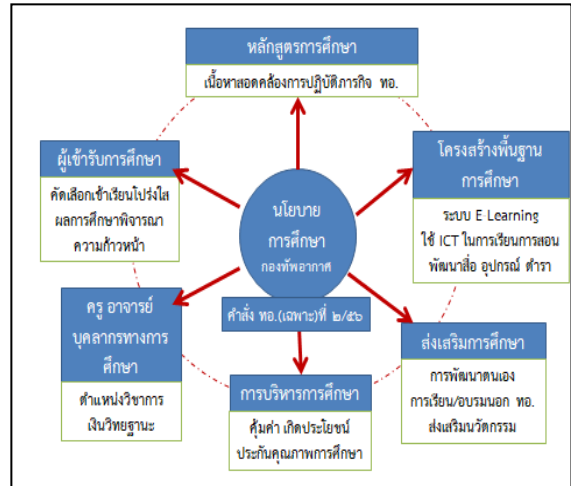 หลักสูตรการศึกษา
เนื้อหาสอดคล้องการปฏิบัติภารกิจ ทอ.
ผู้เข้ารับการศึกษา
คัดเลือกเข้าเรียนโปร่งใส
ผลการศึกษาพิจารณา
ความก้าวหน้า
โครงสร้างพื้นฐาน
การศึกษา
ระบบ E Learning
ใช้ ICT ในการเรียนการสอน
พัฒนาสื่อ อุปกรณ์ ตำรา
นโยบาย
การศึกษา
กองทัพอากาศ
คำสั่ง ทอ.(เฉพาะ)ที่ ๒/๕๖
ครู อาจารย์
บุคลากรทางการ
ศึกษา
ตำแหน่งวิชาการ
เงินวิทยฐานะ
การบริหารการศึกษา
คุ้มค่า เกิดประโยชน์
ประกันคุณภาพการศึกษา
ส่งเสริมการศึกษา
การพัฒนาตนเอง
การเรียน/อบรมนอก ทอ.
ส่งเสริมนวัตกรรม